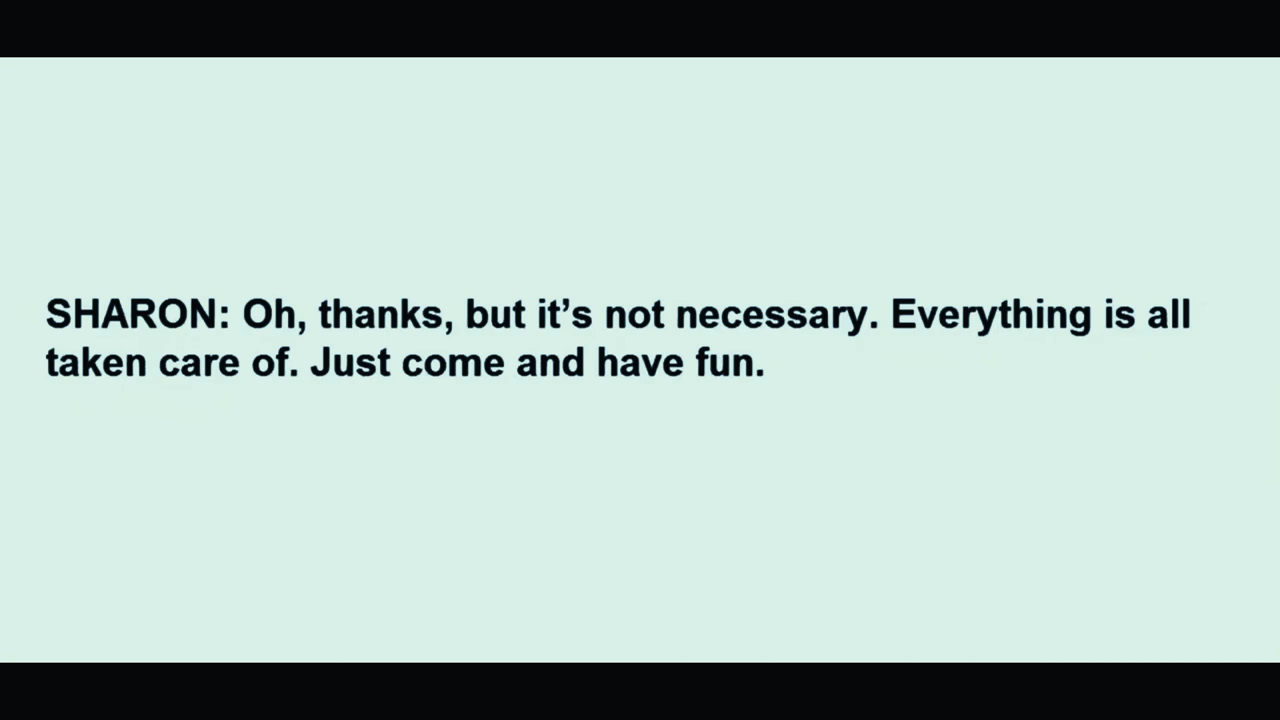 SHARON: Oh, thanks, but it’s not necessary. Everything is all
taken care of. Just come and have fun.